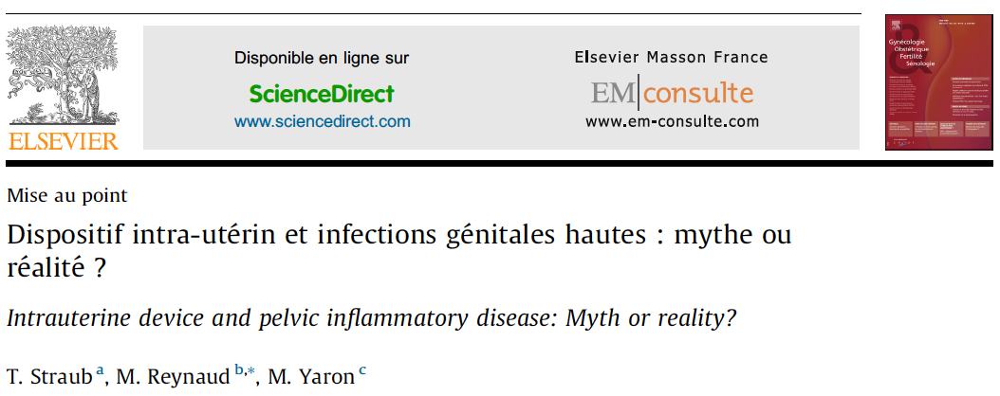 ELSEVIER
Disponible en ligne sur
ScienceDirect
www.sciencedirect.com
Elsevier Masson France
EM|consulte
www.em-consulte.com
Gynécologie
Obstétrique
Fertilité
Sénologie
&
Mise au point
Dispositif intra-utérin et infections génitales hautes : mythe ou
réalité ?
Intrauterine device and pelvic inflammatory disease: Myth or reality?
T. Straub a, M. Reynaud b,*, M. Yaron c